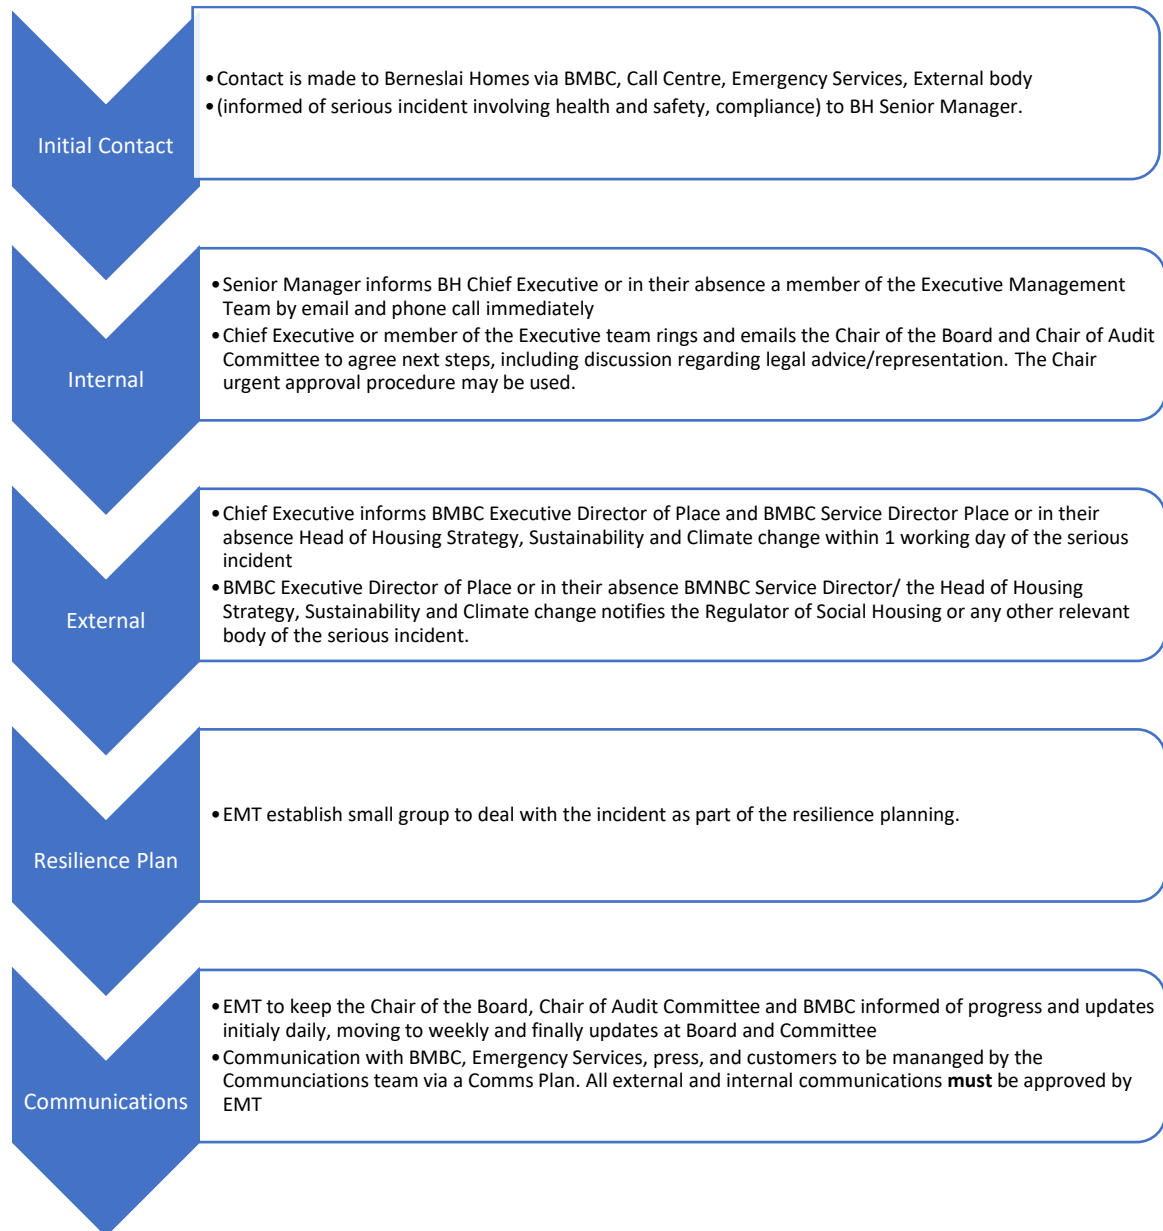 Initial Contact
•Contact is made to Berneslai Homes via BMBC, Call Centre, Emergency Services, External body
•(informed of serious incident involving health and safety, compliance) to BH Senior Manager.
Internal
•Senior Manager informs BH Chief Executive or in their absence a member of the Executive Management
Team by email and phone call immediately
•Chief Executive or member of the Executive team rings and emails the Chair of the Board and Chair of Audit
Committee to agree next steps, including discussion regarding legal advice/representation. The Chair
urgent approval procedure may be used.
External
•Chief Executive informs BMBC Executive Director of Place and BMBC Service Director Place or in their
absence Head of Housing Strategy, Sustainability and Climate change within 1 working day of the serious
incident
•BMBC Executive Director of Place or in their absence BMNBC Service Director/ the Head of Housing
Strategy, Sustainability and Climate change notifies the Regulator of Social Housing or any other relevant
body of the serious incident.
Resilience Plan
•EMT establish small group to deal with the incident as part of the resilience planning.
Communications
•EMT to keep the Chair of the Board, Chair of Audit Committee and BMBC informed of progress and updates
initialy daily, moving to weekly and finally updates at Board and Committee
•Communication with BMBC, Emergency Services, press, and customers to be mananged by the
Communciations team via a Comms Plan. All external and internal communications must be approved by
EMT